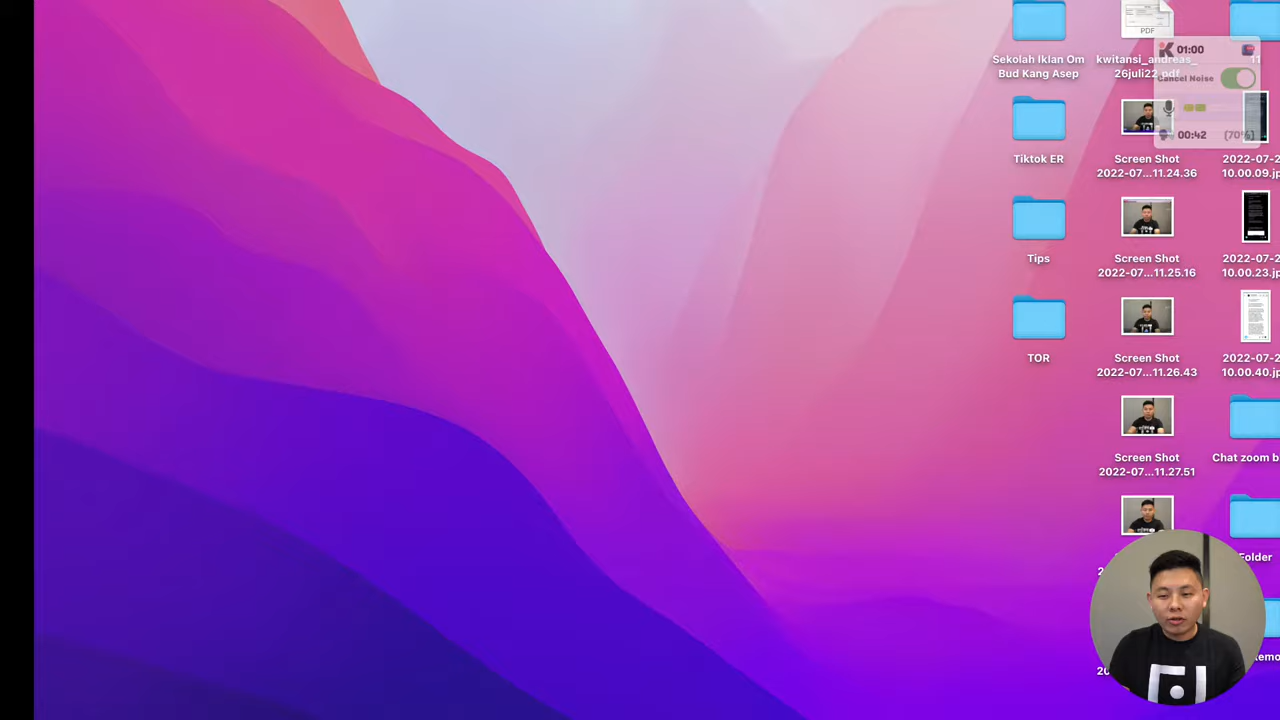 PDF
Sekolah Iklan Om
Bud Kang Asep
kwitansi_andreas_
26juli22.pdf
11
01:00
Cancel Noise
00:42
(70%)
Tiktok ER
Screen Shot
2022-07...11.24.36
2022-07-2
10.00.09.jp
Tips
Screen Shot
2022-07...11.25.16
2022-07-2
10.00.23.jp
TOR
Screen Shot
2022-07...11.26.43
2022-07-2
10.00.40.jp
Screen Shot
2022-07...11.27.51
Chat zoom b
Folder